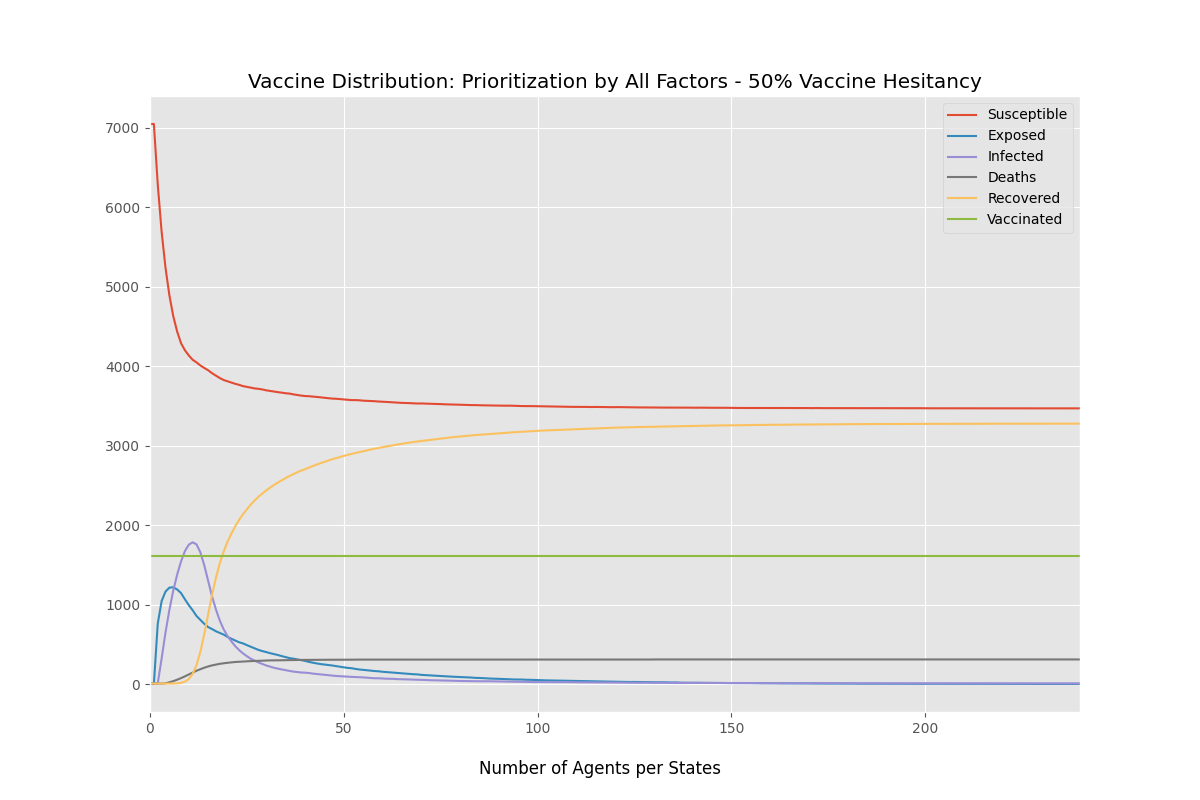 Vaccine Distribution: Prioritization by All Factors - 50% Vaccine Hesitancy
Susceptible
Exposed
Infected
Deaths
Recovered
Vaccinated
7000
6000
5000
4000
3000
2000
1000
0
0 50 100 150 200
Number of Agents per States